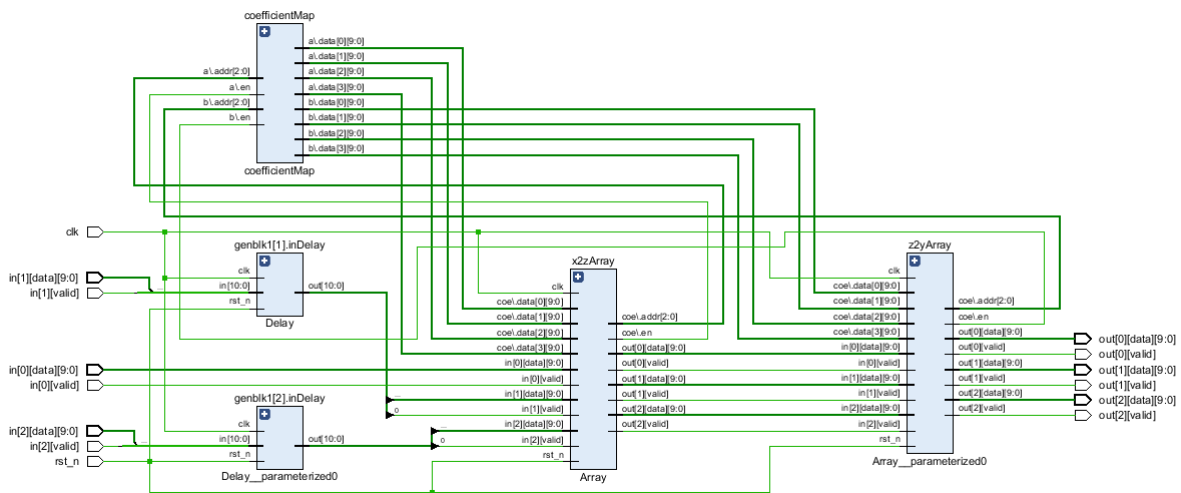 coefficientMap
a\.addr[2:0]
a\.en
b\.addr[2:0]
b\.en
a\.data[0][9:0]
a\.data[1][9:0]
a\.data[2][9:0]
a\.data[3][9:0]
b\.data[0][9:0]
b\.data[1][9:0]
b\.data[2][9:0]
b\.data[3][9:0]
coefficientMap
clk
in[1][data][9:0]
in[1][valid]
in[0][data][9:0]
in[0][valid]
in[2][data][9:0]
in[2][valid]
rst_n
genblk1[1].inDelay
clk
in[10:0]
rst_n
out[10:0]
Delay
genblk1[2].inDelay
clk
in[10:0]
rst_n
out[10:0]
Delay__parameterized0
...
...
...
0
...
0
x2zArray
clk
coe\.data[0][9:0]
coe\.data[1][9:0]
coe\.data[2][9:0]
coe\.data[3][9:0]
in[0][data][9:0]
in[0][valid]
in[1][data][9:0]
in[1][valid]
in[2][data][9:0]
in[2][valid]
rst_n
coe\.addr[2:0]
coe\.en
out[0][data][9:0]
out[0][valid]
out[1][data][9:0]
out[1][valid]
out[2][data][9:0]
out[2][valid]
Array
z2yArray
clk
coe\.data[0][9:0]
coe\.data[1][9:0]
coe\.data[2][9:0]
coe\.data[3][9:0]
in[0][data][9:0]
in[0][valid]
in[1][data][9:0]
in[1][valid]
in[2][data][9:0]
in[2][valid]
rst_n
coe\.addr[2:0]
coe\.en
out[0][data][9:0]
out[0][valid]
out[1][data][9:0]
out[1][valid]
out[2][data][9:0]
out[2][valid]
Array__parameterized0
out[0][data][9:0]
out[0][valid]
out[1][data][9:0]
out[1][valid]
out[2][data][9:0]
out[2][valid]